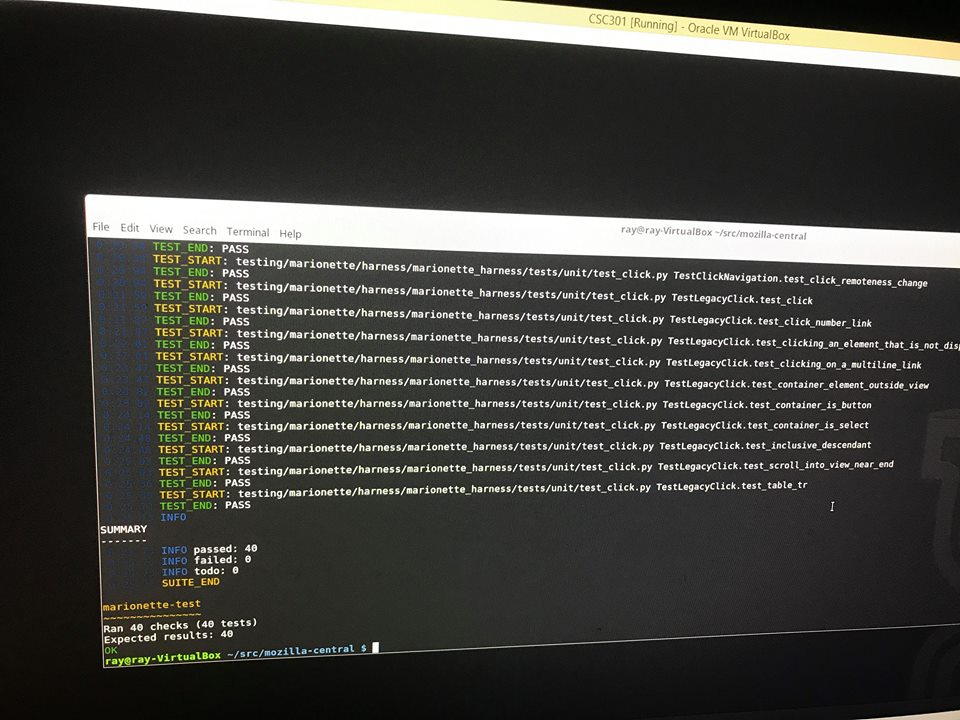 CSC301 [Running] - Oracle VM VirtualBox
ray@ray-VirtualBox ~/src/mozilla-central
File Edit View Search Terminal Help
TEST_END: PASS
TEST_START: testing/marionette/harness/marionette_harness/tests/unit/test_click.py TestClickNavigation.test_click_remoteness_change
TEST_END: PASS
TEST_START: testing/marionette/harness/marionette_harness/tests/unit/test_click.py TestLegacyClick.test_click
TEST_END: PASS
TEST_START: testing/marionette/harness/marionette_harness/tests/unit/test_click.py TestLegacyClick.test_click_number_link
TEST_END: PASS
TEST_START: testing/marionette/harness/marionette_harness/tests/unit/test_click.py TestLegacyClick.test_clicking_an_element_that_is_not_disp
TEST_END: PASS
TEST_START: testing/marionette/harness/marionette_harness/tests/unit/test_click.py TestLegacyClick.test_clicking_on_a_multiline_link
TEST_END: PASS
TEST_START: testing/marionette/harness/marionette_harness/tests/unit/test_click.py TestLegacyClick.test_container_element_outside_view
TEST_END: PASS
TEST_START: testing/marionette/harness/marionette_harness/tests/unit/test_click.py TestLegacyClick.test_container_is_button
TEST_END: PASS
TEST_START: testing/marionette/harness/marionette_harness/tests/unit/test_click.py TestLegacyClick.test_container_is_select
TEST_END: PASS
TEST_START: testing/marionette/harness/marionette_harness/tests/unit/test_click.py TestLegacyClick.test_inclusive_descendant
TEST_END: PASS
TEST_START: testing/marionette/harness/marionette_harness/tests/unit/test_click.py TestLegacyClick.test_scroll_into_view_near_end
TEST_END: PASS
TEST_START: testing/marionette/harness/marionette_harness/tests/unit/test_click.py TestLegacyClick.test_table_tr
TEST_END: PASS
INFO
SUMMARY
-------
INFO passed: 40
INFO failed: 0
INFO todo: 0
SUITE_END
marionette-test
~~~~~~~~~~~~~~~
Ran 40 checks (40 tests)
Expected results: 40
OK
ray@ray-VirtualBox ~/src/mozilla-central $